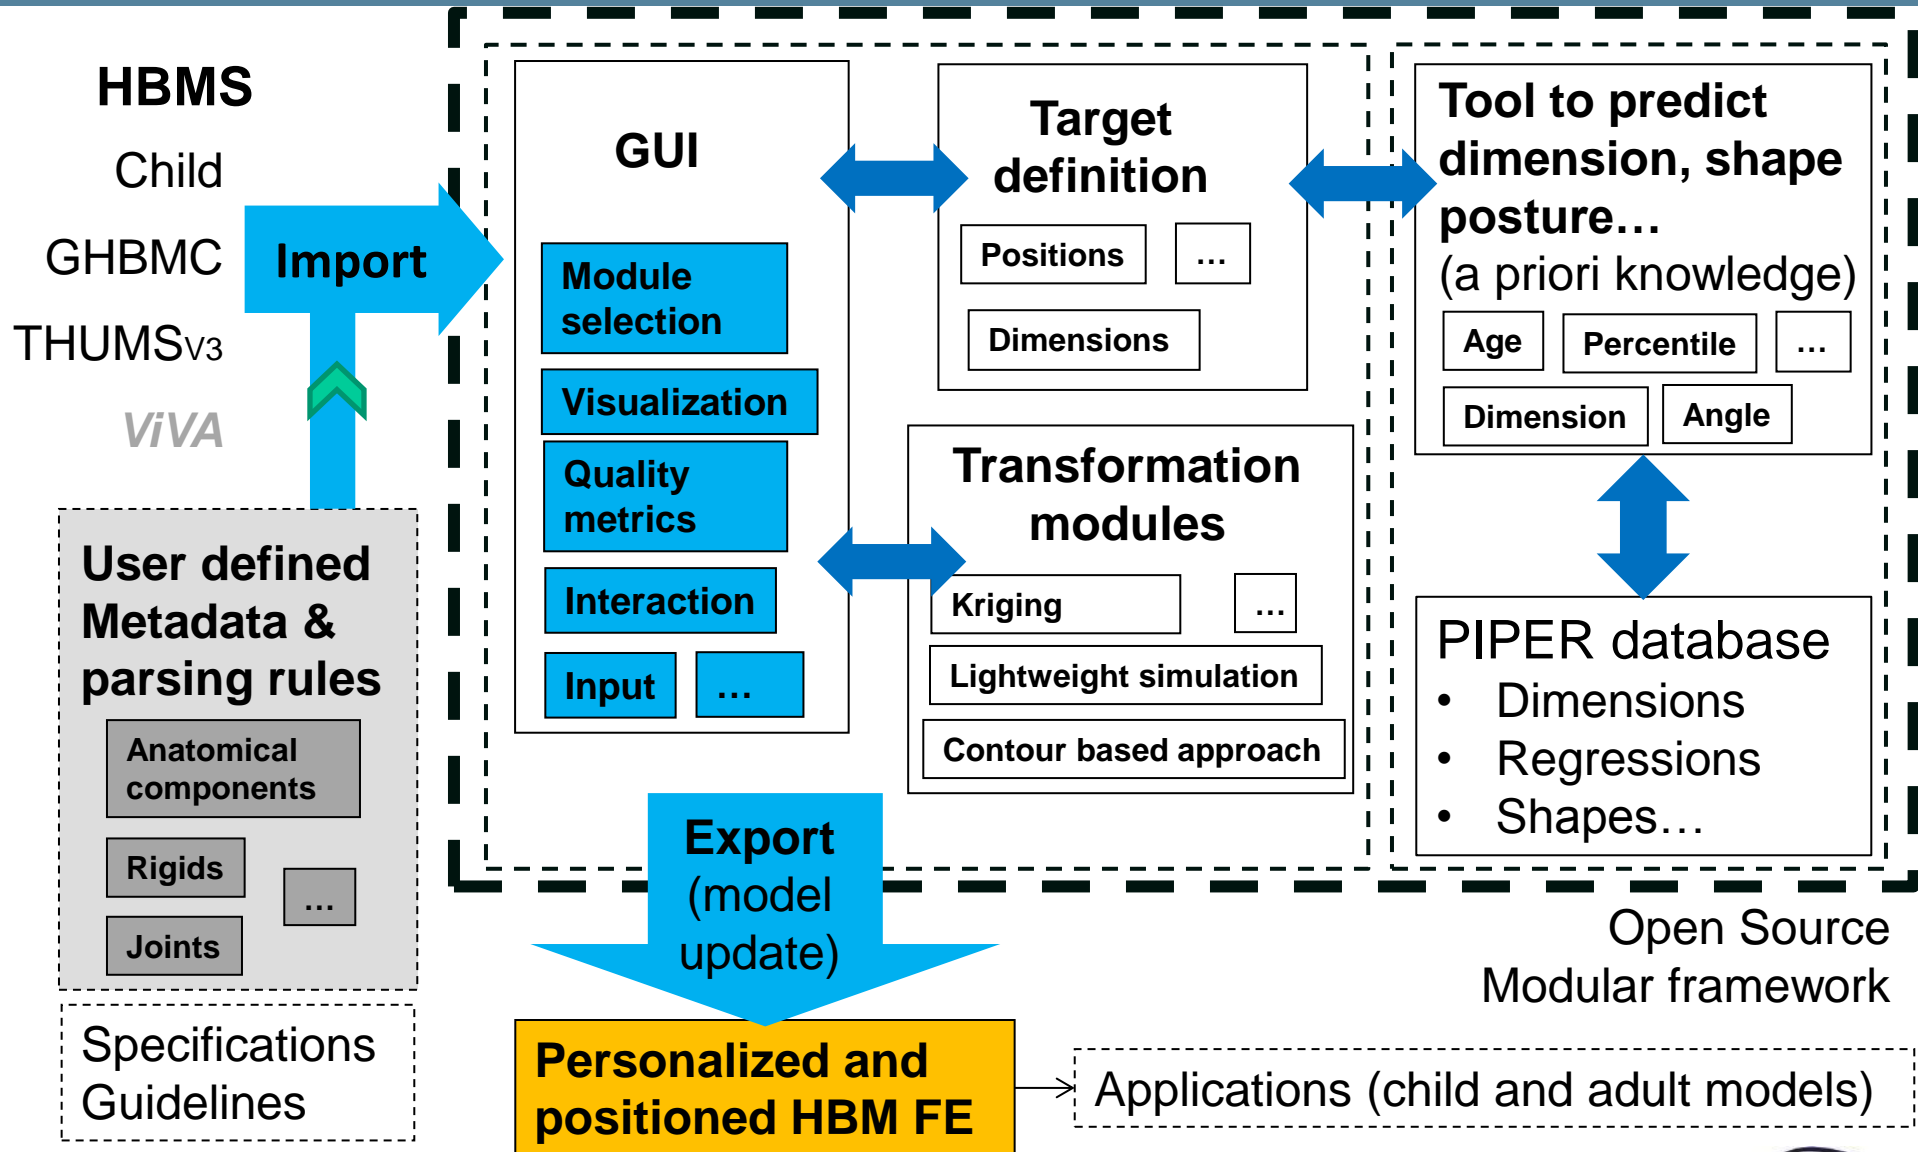 HBMS
Child
GHBMC
THUMSV3
ViVA
Import
User defined
Metadata &
parsing rules
Anatomical
components
Rigids
...
Joints
Specifications
Guidelines
GUI
Module
selection
Visualization
Quality
metrics
Interaction
Input
...
Target
definition
Positions
...
Dimensions
Transformation
modules
Kriging
...
Lightweight simulation
Contour based approach
Tool to predict
dimension, shape
posture...
(a priori knowledge)
Age
Percentile
...
Dimension
Angle
PIPER database
• Dimensions
• Regressions
• Shapes...
Export
(model
update)
Open Source
Modular framework
Personalized and
positioned HBM FE
Applications (child and adult models)